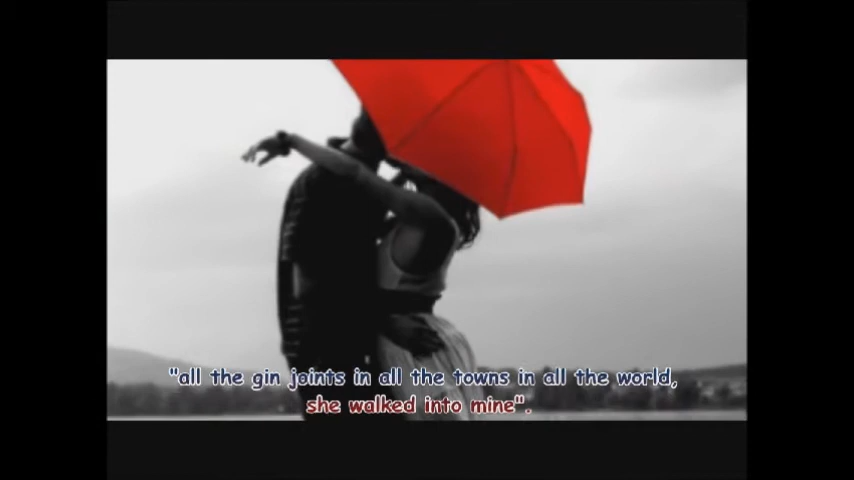 "all the gin joints in all the towns in all the world,
she walked into mine".